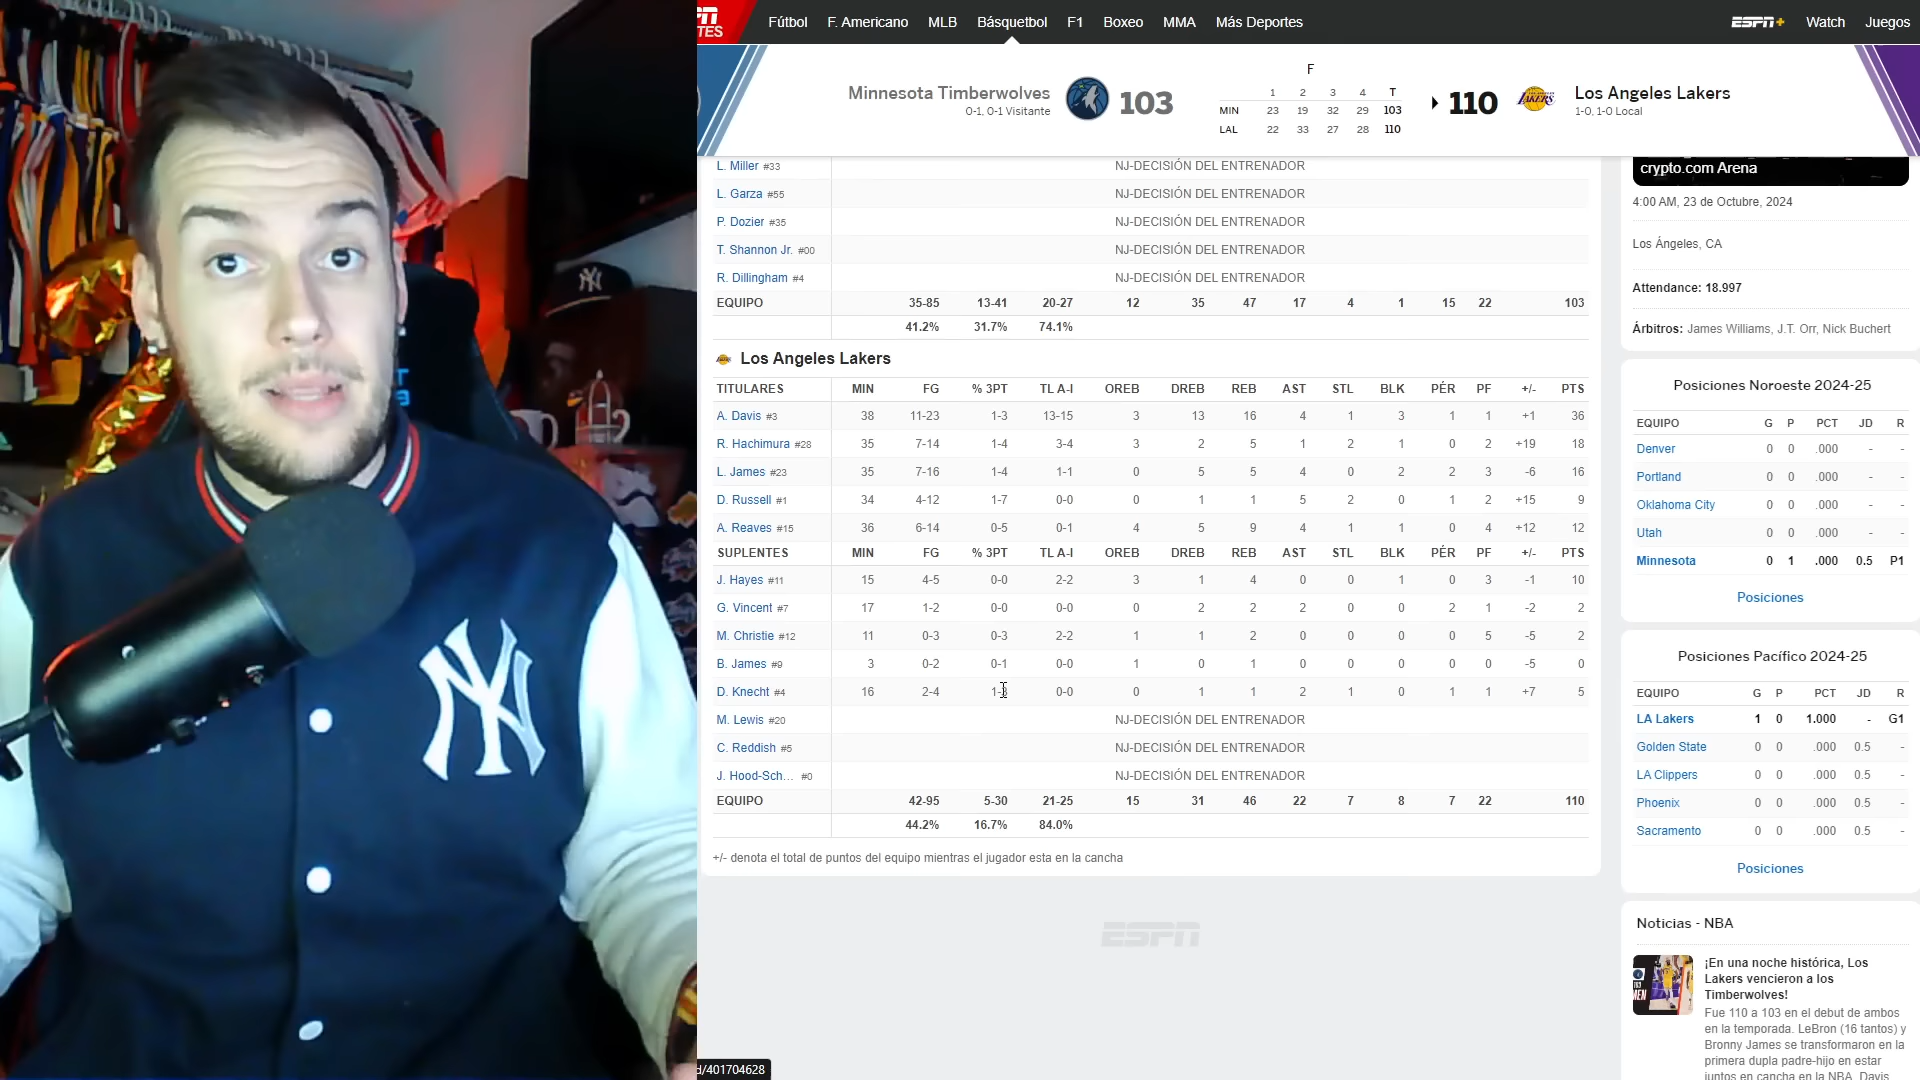 Fútbol F. Americano MLB Básquetbol F1 Boxeo MMA Más Deportes ESPN+ Watch Juegos
Minnesota Timberwolves 103
0-1, 0-1 Visitante
F
1 2 3 4 T
MIN 23 19 32 29 103
LAL 22 33 27 28 110
110 Los Angeles Lakers
1-0, 1-0 Local
L. Miller #33 NJ-DECISIÓN DEL ENTRENADOR
L. Garza #55 NJ-DECISIÓN DEL ENTRENADOR
P. Dozier #35 NJ-DECISIÓN DEL ENTRENADOR
T. Shannon Jr. #00 NJ-DECISIÓN DEL ENTRENADOR
R. Dillingham #4 NJ-DECISIÓN DEL ENTRENADOR
EQUIPO 35-85 13-41 20-27 12 35 47 17 4 1 15 22 103
41.2% 31.7% 74.1%
Los Angeles Lakers
TITULARES MIN FG % 3PT TL A-I OREB DREB REB AST STL BLK PÉR PF +/- PTS
A. Davis #3 38 11-23 1-3 13-15 3 13 16 4 1 3 1 1 +1 36
R. Hachimura #28 35 7-14 1-4 3-4 3 2 5 1 2 1 0 2 +19 18
L. James #23 35 7-16 1-4 1-1 0 5 5 4 0 2 2 3 -6 16
D. Russell #1 34 4-12 1-7 0-0 0 1 1 5 2 0 1 2 +15 9
A. Reaves #15 36 6-14 0-5 0-1 4 5 9 4 1 1 0 4 +12 12
SUPLENTES MIN FG % 3PT TL A-I OREB DREB REB AST STL BLK PÉR PF +/- PTS
J. Hayes #11 15 4-5 0-0 2-2 3 1 4 0 0 1 0 3 -1 10
G. Vincent #7 17 1-2 0-0 0-0 0 2 2 2 0 0 2 1 -2 2
M. Christie #12 11 0-3 0-3 2-2 1 1 2 0 0 0 0 5 -5 2
B. James #9 3 0-2 0-1 0-0 1 0 1 0 0 0 0 0 -5 0
D. Knecht #4 16 2-4 1-3 0-0 0 1 1 2 1 0 1 1 +7 5
M. Lewis #20 NJ-DECISIÓN DEL ENTRENADOR
C. Reddish #5 NJ-DECISIÓN DEL ENTRENADOR
J. Hood-Sch... #0 NJ-DECISIÓN DEL ENTRENADOR
EQUIPO 42-95 5-30 21-25 15 31 46 22 7 8 7 22 110
44.2% 16.7% 84.0%
+/- denota el total de puntos del equipo mientras el jugador esta en la cancha
ESPN
crypto.com Arena
4:00 AM, 23 de Octubre, 2024
Los Ángeles, CA
Attendance: 18.997
Árbitros: James Williams, J.T. Orr, Nick Buchert
Posiciones Noroeste 2024-25
EQUIPO G P PCT JD R
Denver 0 0 .000 - -
Portland 0 0 .000 - -
Oklahoma City 0 0 .000 - -
Utah 0 0 .000 - -
Minnesota 0 1 .000 0.5 P1
Posiciones
Posiciones Pacífico 2024-25
EQUIPO G P PCT JD R
LA Lakers 1 0 1.000 - G1
Golden State 0 0 .000 0.5 -
LA Clippers 0 0 .000 0.5 -
Phoenix 0 0 .000 0.5 -
Sacramento 0 0 .000 0.5 -
Posiciones
Noticias - NBA
¡En una noche histórica, Los
Lakers vencieron a los
Timberwolves!
Fue 110 a 103 en el debut de ambos
en la temporada. LeBron (16 tantos) y
Bronny James se transformaron en la
primera dupla padre-hijo en estar
juntos en cancha en la NBA. Davis
d/401704628
NY
NY